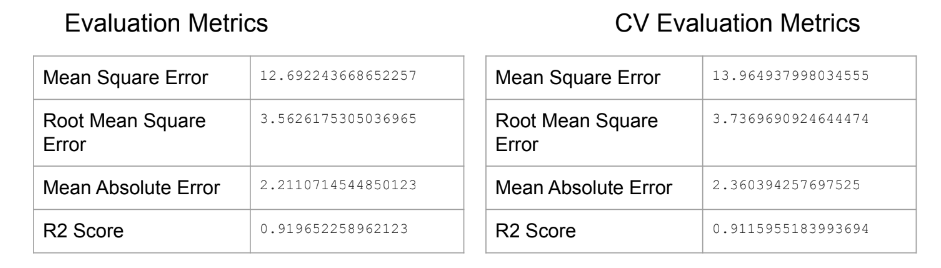 Evaluation Metrics
Mean Square Error 12.692243668652257
Root Mean Square 3.5626175305036965
Error
Mean Absolute Error 2.2110714544850123
R2 Score 0.919652258962123
CV Evaluation Metrics
Mean Square Error 13.964937998034555
Root Mean Square 3.7369690924644474
Error
Mean Absolute Error 2.360394257697525
R2 Score 0.9115955183993694